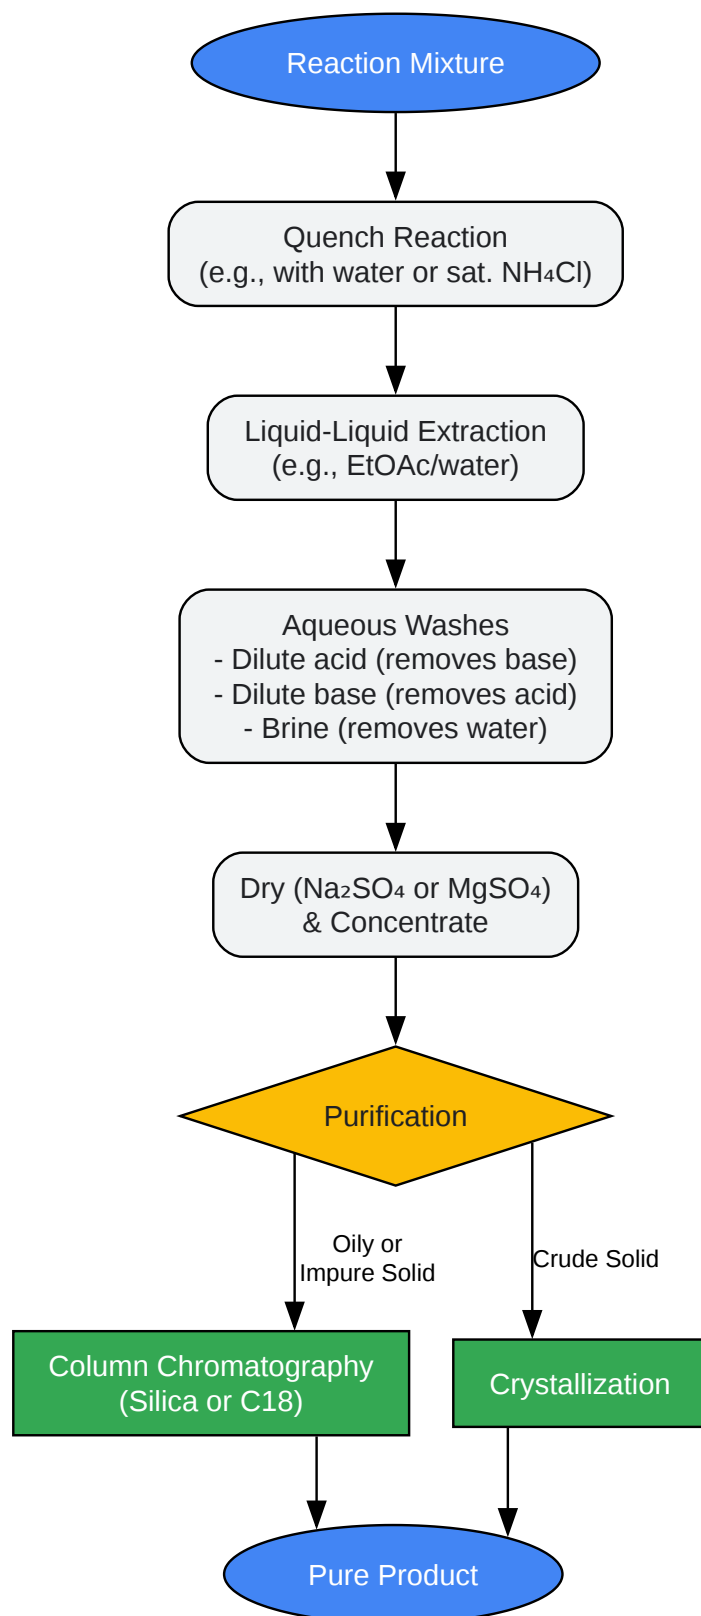 Reaction Mixture
Quench Reaction
(e.g., with water or sat. NH₄Cl)
Liquid-Liquid Extraction
(e.g., EtOAc/water)
Aqueous Washes
- Dilute acid (removes base)
- Dilute base (removes acid)
- Brine (removes water)
Dry (Na₂SO₄ or MgSO₄)
& Concentrate
Purification
Oily or
Impure Solid
Crude Solid
Column Chromatography
(Silica or C18)
Crystallization
Pure Product